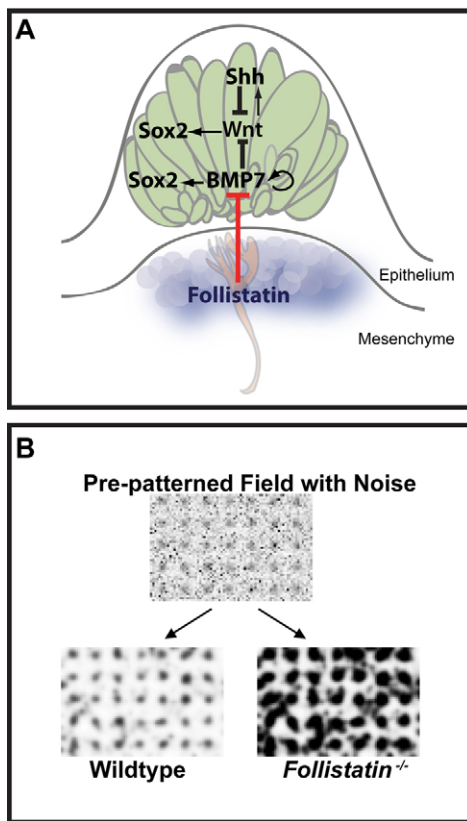 A
Shh
Sox2 Wnt
Sox2 BMP7
Epithelium
Follistatin
Mesenchyme
B
Pre-patterned Field with Noise
Wildtype Follistatin -/-